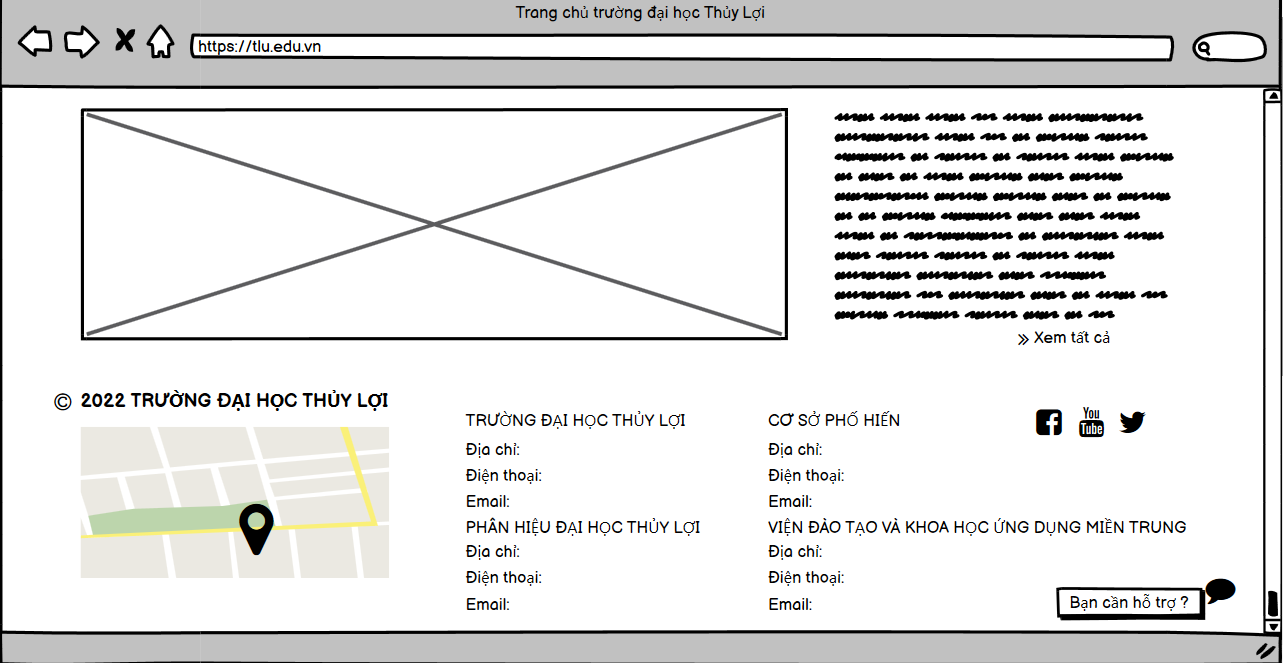 Trang chủ trường đại học Thủy Lợi
https://tlu.edu.vn
Xem tất cả
© 2022 TRƯỜNG ĐẠI HỌC THỦY LỢI
TRƯỜNG ĐẠI HỌC THỦY LỢI
Địa chỉ:
Điện thoại:
Email:
PHÂN HIỆU ĐẠI HỌC THỦY LỢI
Địa chỉ:
Điện thoại:
Email:
CƠ SỞ PHỐ HIẾN
Địa chỉ:
Điện thoại:
Email:
VIỆN ĐÀO TẠO VÀ KHOA HỌC ỨNG DỤNG MIỀN TRUNG
Địa chỉ:
Điện thoại:
Email:
You
Tube
Bạn cần hỗ trợ ?